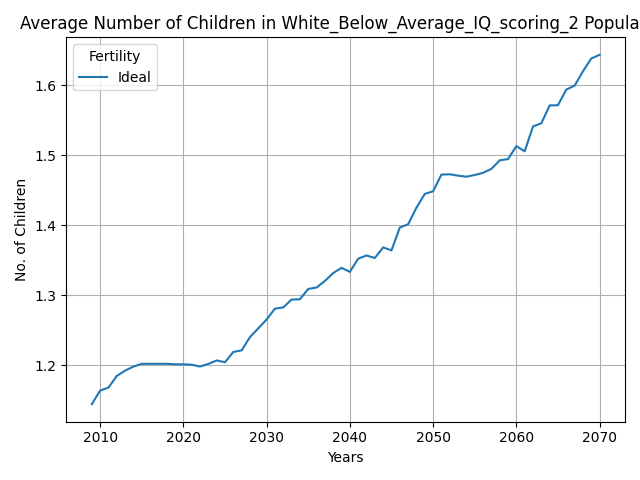 Average Number of Children in White_Below_Average_IQ_scoring_2 Popula
Fertility
Ideal
No. of Children
1.6
1.5
1.4
1.3
1.2
2010 2020 2030 2040 2050 2060 2070
Years